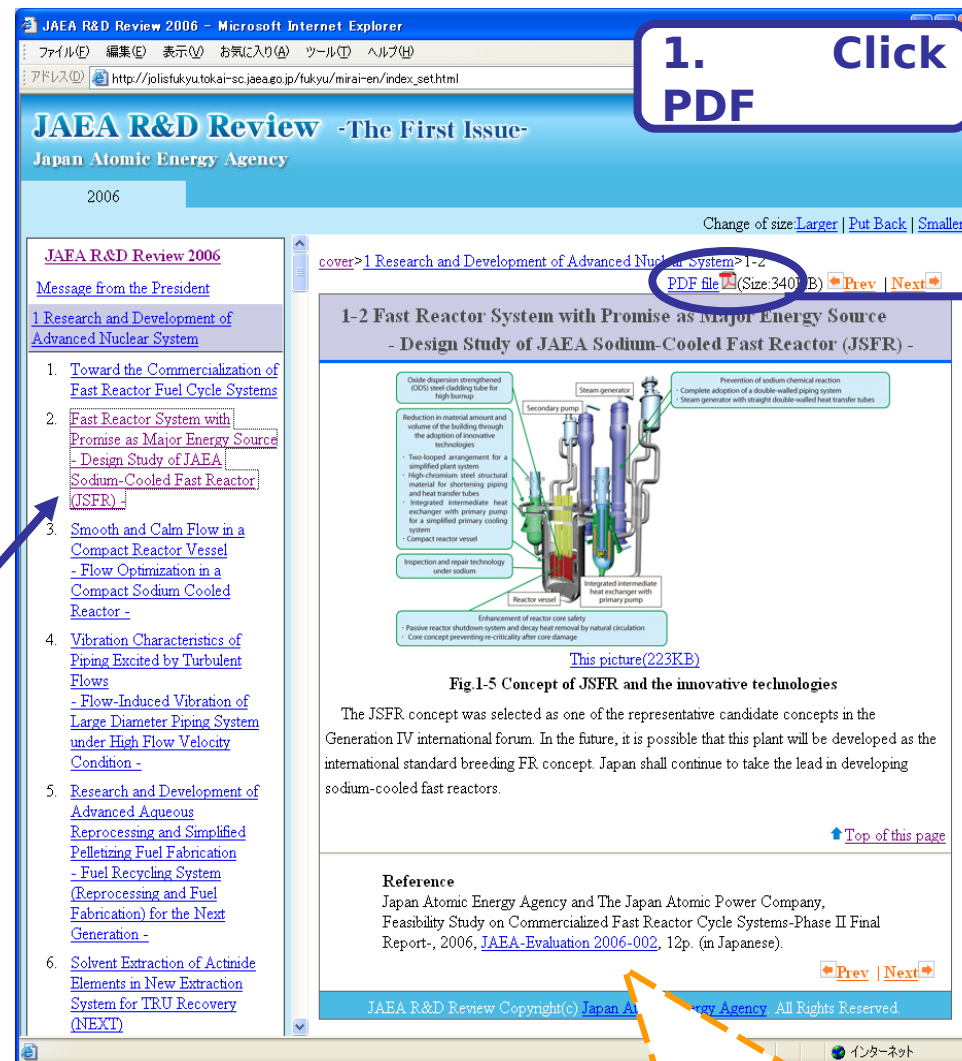 JAEA R&D Review 2006 - Microsoft Internet Explorer
ファイル(F) 編集(E) 表示(V) お気に入り(A) ツール(T) ヘルプ(H)
アドレス(D) http://jolisfukyu.tokai-sc.jaea.go.jp/fukyu/mirai-en/index_set.html
1. Click
PDF
JAEA R&D Review -The First Issue-
Japan Atomic Energy Agency
2006
Change of size:Larger | Put Back | Smaller
JAEA R&D Review 2006
Message from the President
1 Research and Development of
Advanced Nuclear System
1. Toward the Commercialization of
Fast Reactor Fuel Cycle Systems
2. Fast Reactor System with
Promise as Major Energy Source
- Design Study of JAEA
Sodium-Cooled Fast Reactor
(JSFR) -
3. Smooth and Calm Flow in a
Compact Reactor Vessel
- Flow Optimization in a
Compact Sodium Cooled
Reactor -
4. Vibration Characteristics of
Piping Excited by Turbulent
Flows
- Flow-Induced Vibration of
Large Diameter Piping System
under High Flow Velocity
Condition -
5. Research and Development of
Advanced Aqueous
Reprocessing and Simplified
Pelletizing Fuel Fabrication
- Fuel Recycling System
(Reprocessing and Fuel
Fabrication) for the Next
Generation -
6. Solvent Extraction of Actinide
Elements in New Extraction
System for TRU Recovery
(NEXT)
cover>1 Research and Development of Advanced Nuclear System>1-2
PDF file(Size:340KB) Prev | Next
1-2 Fast Reactor System with Promise as Major Energy Source
- Design Study of JAEA Sodium-Cooled Fast Reactor (JSFR) -
Oxide dispersion strengthened
(ODS) steel cladding tube for
high burnup
Steam generator
Secondary pump
Prevention of sodium chemical reaction
・Complete adoption of a double-walled piping system
・Steam generator with straight double-walled heat transfer tubes
Reduction in material amount and
volume of the building through
the adoption of innovative
technologies
・Two-looped arrangement for a
simplified plant system
・High-chromium steel structural
material for shortening piping
and heat transfer tubes
・Integrated intermediate heat
exchanger with primary pump
for a simplified primary cooling
system
・Compact reactor vessel
Inspection and repair technology
under sodium
Reactor vessel
Integrated intermediate
heat exchanger with
primary pump
Enhancement of reactor core safety
・Passive reactor shutdown system and decay heat removal by natural circulation
・Core concept preventing re-criticality after core damage
This picture(223KB)
Fig.1-5 Concept of JSFR and the innovative technologies
The JSFR concept was selected as one of the representative candidate concepts in the
Generation IV international forum. In the future, it is possible that this plant will be developed as the
international standard breeding FR concept. Japan shall continue to take the lead in developing
sodium-cooled fast reactors.
Top of this page
Reference
Japan Atomic Energy Agency and The Japan Atomic Power Company,
Feasibility Study on Commercialized Fast Reactor Cycle Systems-Phase II Final
Report-, 2006, JAEA-Evaluation 2006-002, 12p. (in Japanese).
Prev | Next
JAEA R&D Review Copyright(c) Japan Atomic Energy Agency. All Rights Reserved.
インターネット